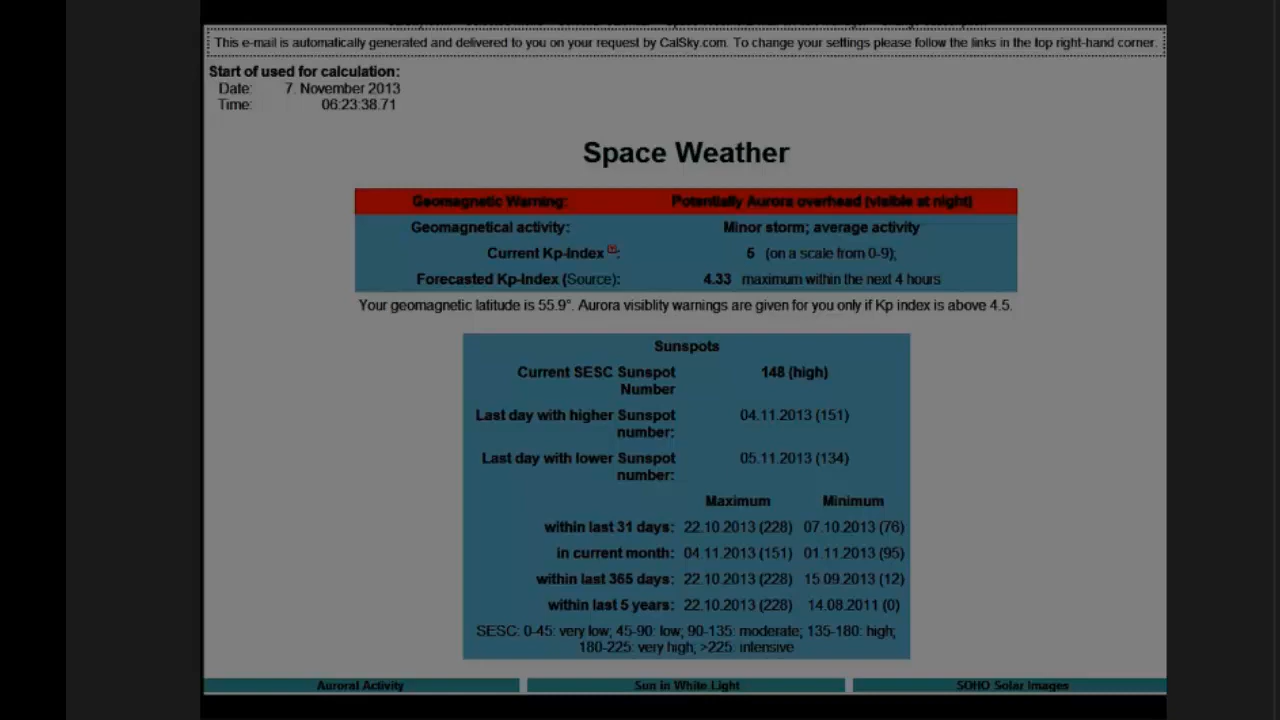 This e-mail is automatically generated and delivered to you on your request by CalSky.com. To change your settings please follow the links in the top right-hand corner.
Start of used for calculation:
Date: 7. November 2013
Time: 06:23:38.71
Space Weather
Geomagnetic Warning: Potentially Aurora overhead (visible at night)
Geomagnetical activity: Minor storm; average activity
Current Kp-Index : 5 (on a scale from 0-9);
Forecasted Kp-Index (Source): 4.33 maximum within the next 4 hours
Your geomagnetic latitude is 55.9°. Aurora visiblity warnings are given for you only if Kp index is above 4.5.
Sunspots
Current SESC Sunspot 148 (high)
Number
Last day with higher Sunspot 04.11.2013 (151)
number:
Last day with lower Sunspot 05.11.2013 (134)
number:
Maximum Minimum
within last 31 days: 22.10.2013 (228) 07.10.2013 (76)
in current month: 04.11.2013 (151) 01.11.2013 (95)
within last 365 days: 22.10.2013 (228) 15.09.2013 (12)
within last 5 years: 22.10.2013 (228) 14.08.2011 (0)
SESC: 0-45: very low; 45-90: low; 90-135: moderate; 135-180: high;
180-225: very high; >225: intensive
Auroral Activity Sun in White Light SOHO Solar Images